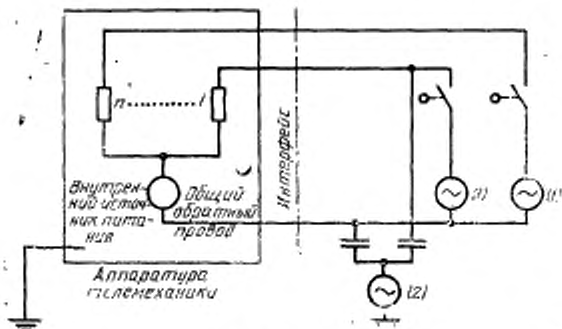 n
1
Внутрен-
ний источ-
ник пита-
ния
Общий
обратный
провод
Интерфейс
(1)
(1)
(2)
Аппаратура
телемеханики